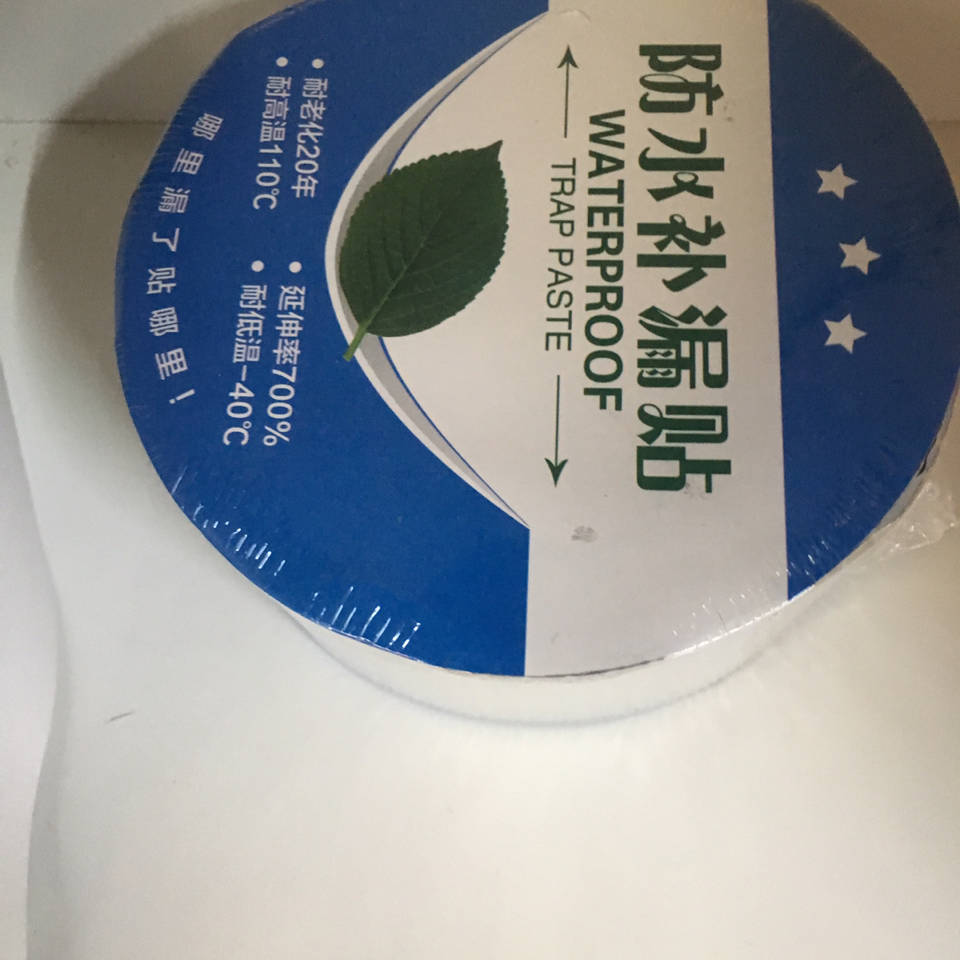 防水补漏贴
WATERPROOF
TRAP PASTE
耐老化20年
耐高温110℃
延伸率700%
耐低温-40℃
哪里漏了贴哪里!